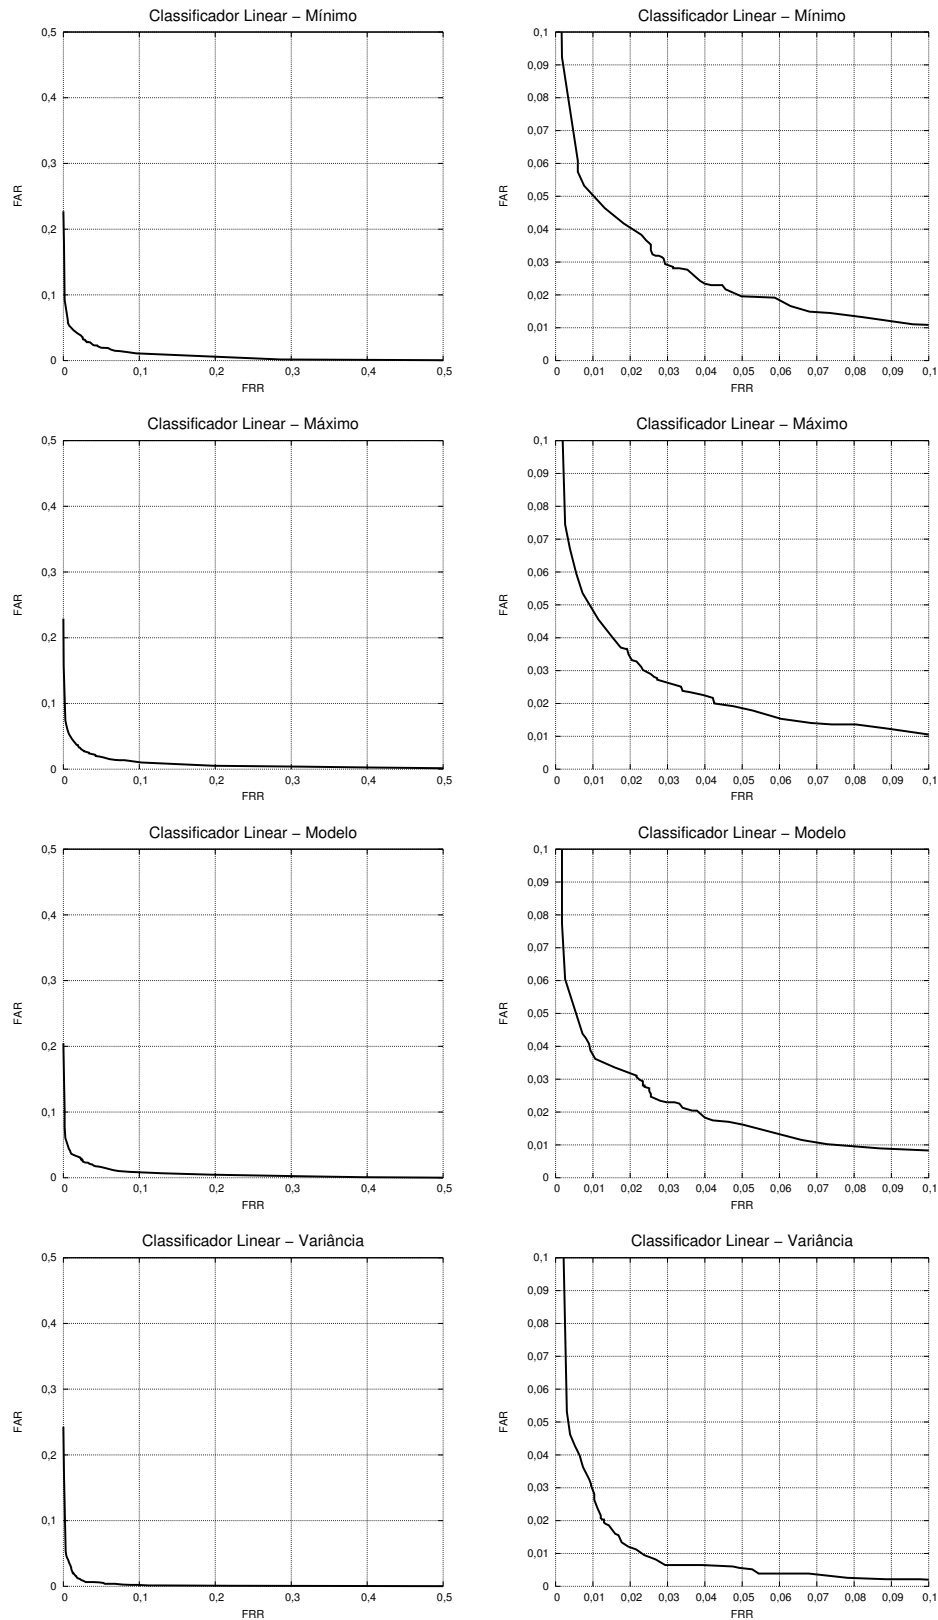 Classificador Linear – Mínimo
0,5
0,4
0,3
0,2
0,1
0
FAR
0 0,1 0,2 0,3 0,4 0,5
FRR
Classificador Linear – Mínimo
0,1
0,09
0,08
0,07
0,06
0,05
0,04
0,03
0,02
0,01
0
FAR
0 0,01 0,02 0,03 0,04 0,05 0,06 0,07 0,08 0,09 0,1
FRR
Classificador Linear – Máximo
0,5
0,4
0,3
0,2
0,1
0
FAR
0 0,1 0,2 0,3 0,4 0,5
FRR
Classificador Linear – Máximo
0,1
0,09
0,08
0,07
0,06
0,05
0,04
0,03
0,02
0,01
0
FAR
0 0,01 0,02 0,03 0,04 0,05 0,06 0,07 0,08 0,09 0,1
FRR
Classificador Linear – Modelo
0,5
0,4
0,3
0,2
0,1
0
FAR
0 0,1 0,2 0,3 0,4 0,5
FRR
Classificador Linear – Modelo
0,1
0,09
0,08
0,07
0,06
0,05
0,04
0,03
0,02
0,01
0
FAR
0 0,01 0,02 0,03 0,04 0,05 0,06 0,07 0,08 0,09 0,1
FRR
Classificador Linear – Variância
0,5
0,4
0,3
0,2
0,1
0
FAR
0 0,1 0,2 0,3 0,4 0,5
FRR
Classificador Linear – Variância
0,1
0,09
0,08
0,07
0,06
0,05
0,04
0,03
0,02
0,01
0
FAR
0 0,01 0,02 0,03 0,04 0,05 0,06 0,07 0,08 0,09 0,1
FRR